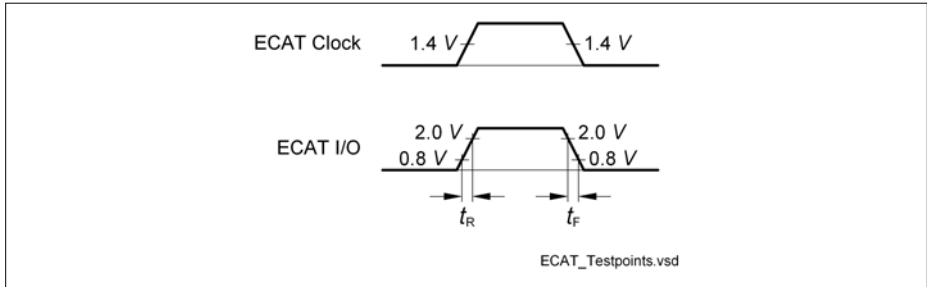 ECAT Clock
1.4 V
1.4 V
ECAT I/O
2.0 V
2.0 V
0.8 V
0.8 V
tR
tF
ECAT_Testpoints.vsd